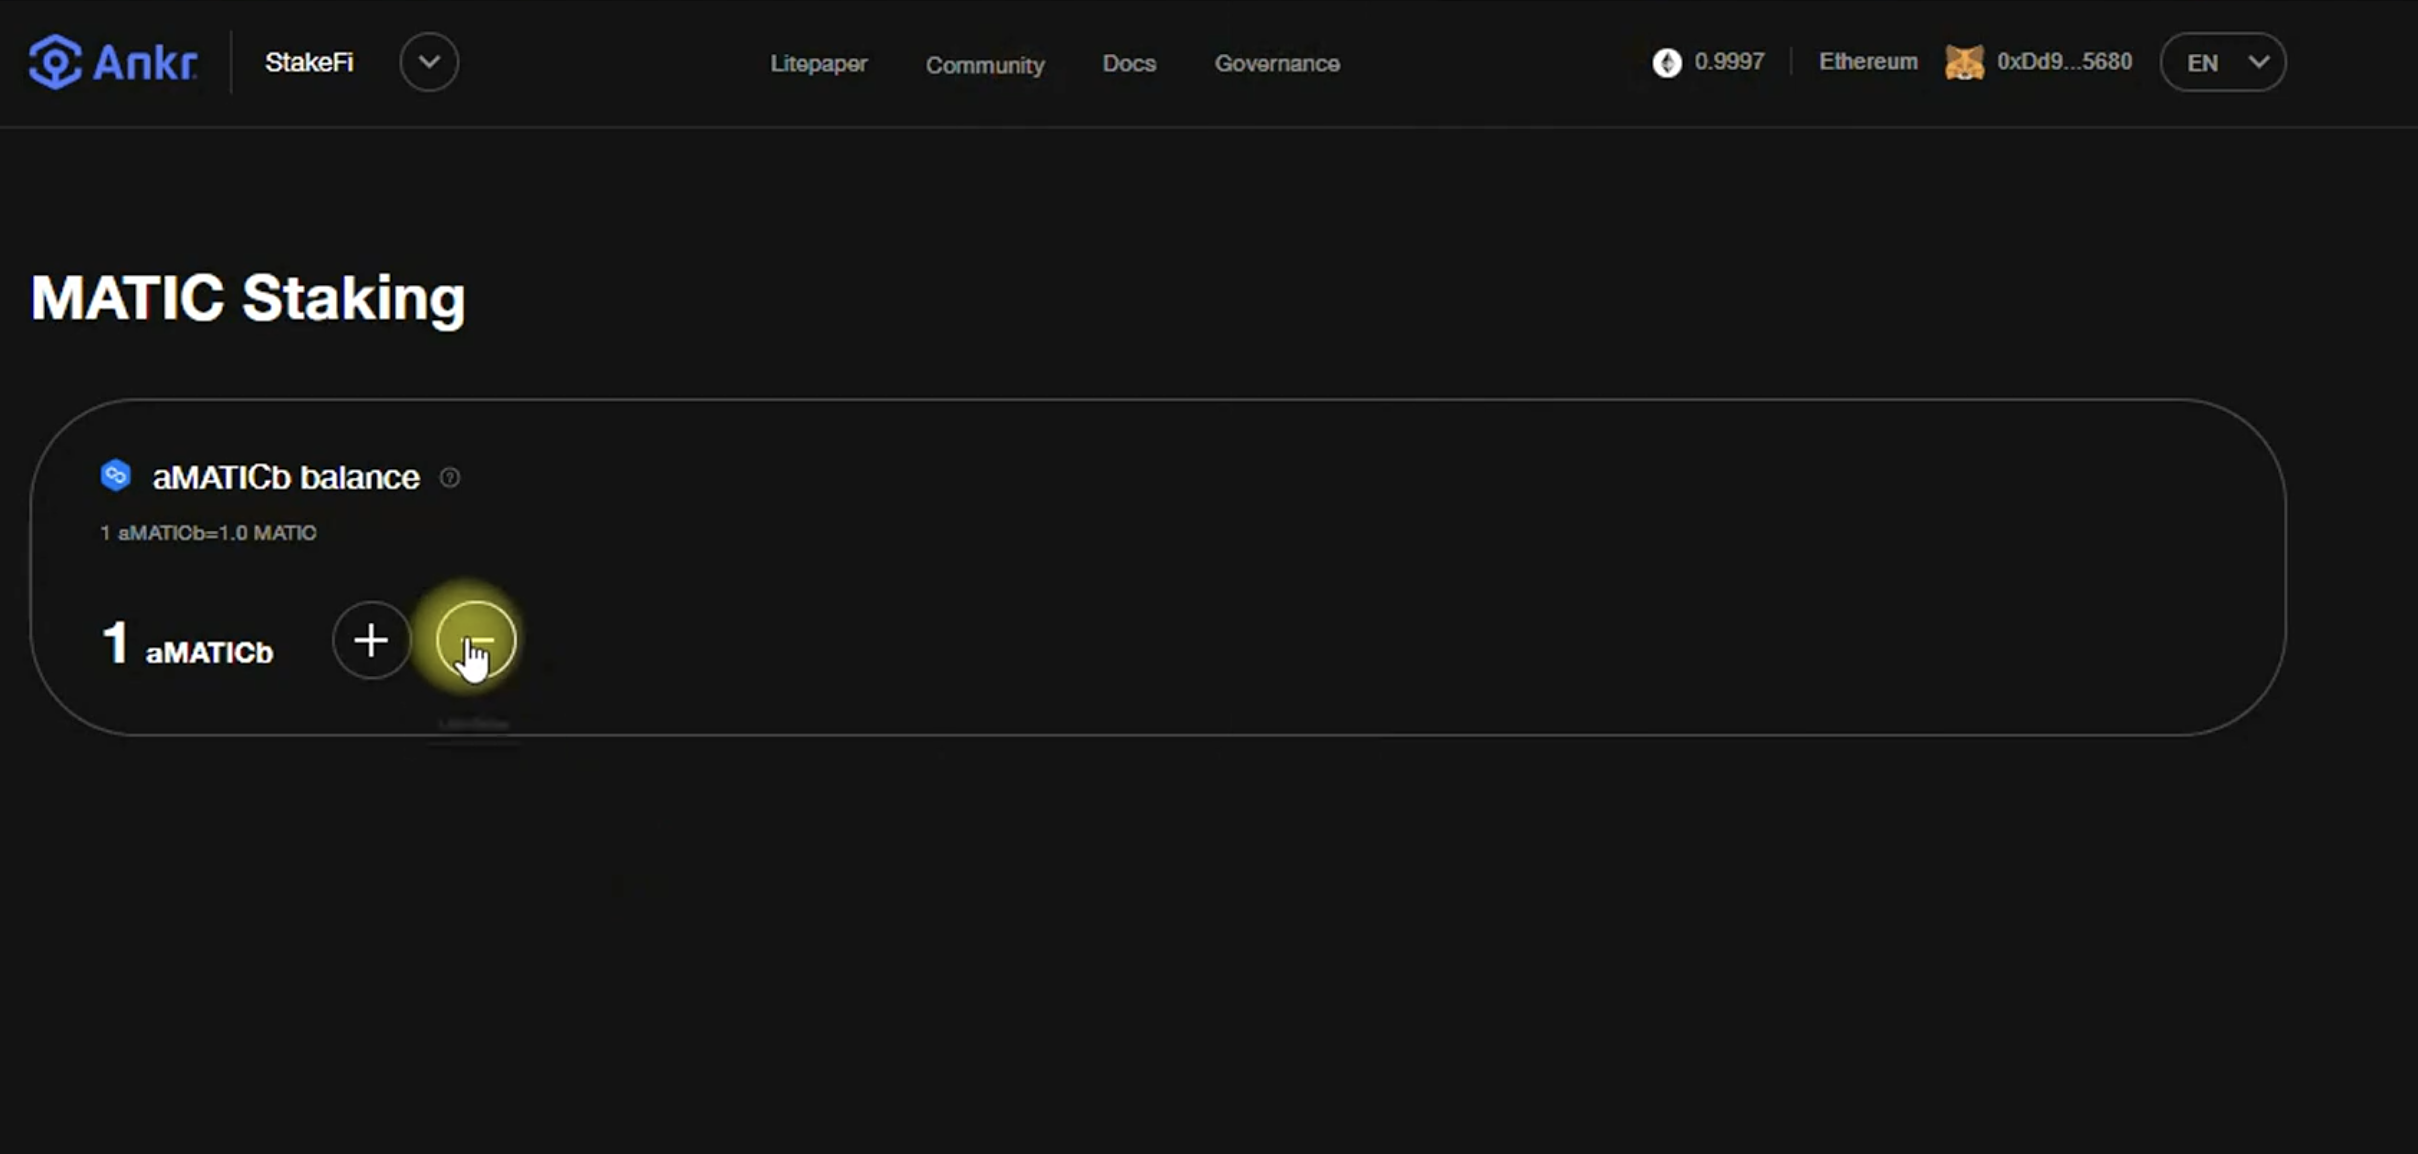 Ankr
StakeFi
Litepaper
Community
Docs
Governance
0.9997
Ethereum
0xDd9...5680
EN
MATIC Staking
aMATICb balance
1 aMATICb=1.0 MATIC
1 aMATICb